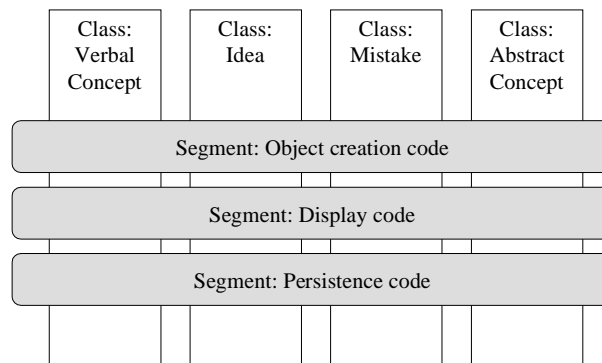 Class:
Verbal
Concept
Class:
Idea
Class:
Mistake
Class:
Abstract
Concept
Segment: Object creation code
Segment: Display code
Segment: Persistence code